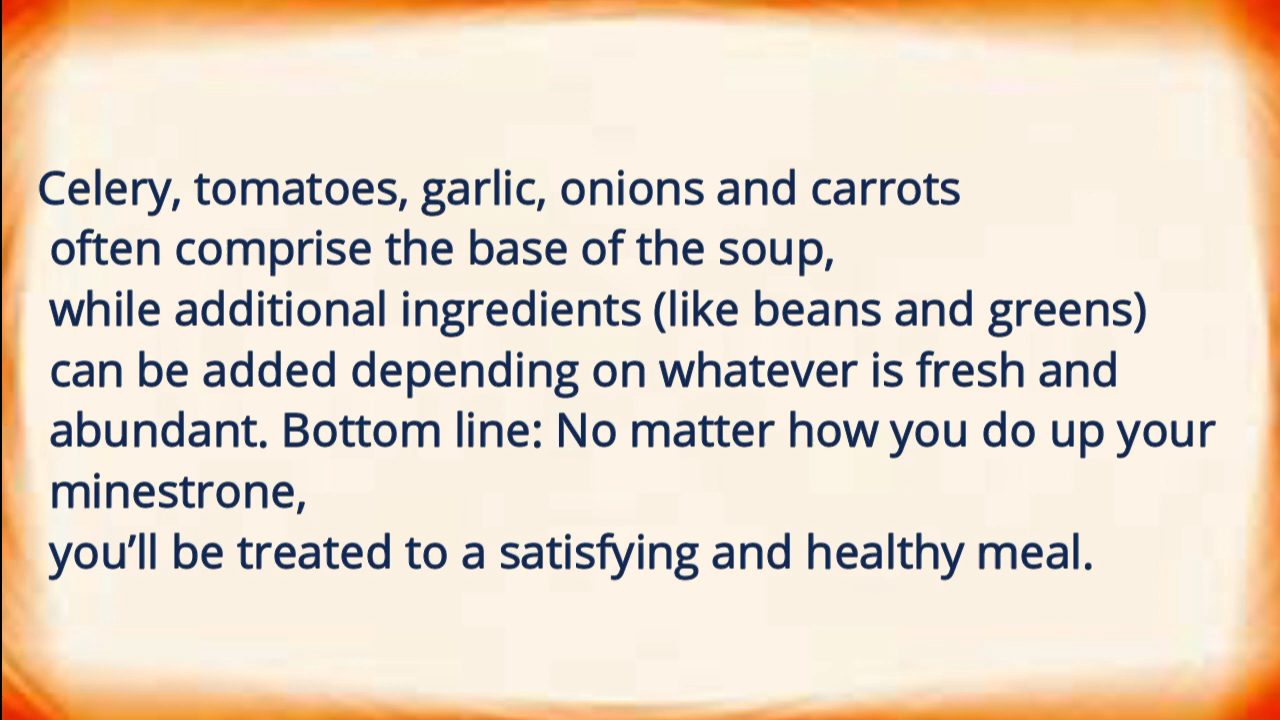 Celery, tomatoes, garlic, onions and carrots
often comprise the base of the soup,
while additional ingredients (like beans and greens)
can be added depending on whatever is fresh and
abundant. Bottom line: No matter how you do up your
minestrone,
you’ll be treated to a satisfying and healthy meal.